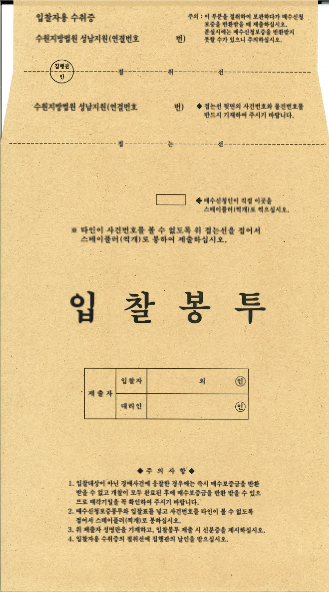 입찰자용 수취증
주의 : 이 부분을 절취하여 보관하다가 매수신청
보증을 반환받을 때 제출하십시오.
분실시에는 매수신청보증을 반환받지
못할 수가 있으니 주의하십시오.
수원지방법원 성남지원(연결번호 번)
집행관
인
절 취 선
수원지방법원 성남지원(연결번호 번)
◆ 접는선 뒷면의 사건번호와 물건번호를
반드시 기재하여 주시기 바랍니다.
접 는 선
매수신청인이 직접 이곳을
스테이플러(찍개)로 찍으십시오.
※ 타인이 사건번호를 볼 수 없도록 위 접는선을 접어서
스테이플러(찍개)로 봉하여 제출하십시오.
입 찰 봉 투
제 출 자
입찰자 외 인
대리인 인
◆ 주 의 사 항 ◆
1. 입찰대상이 아닌 경매사건에 응찰한 경우에는 즉시 매수보증금을 반환
받을 수 없고 개찰이 모두 완료된 후에 매수보증금을 반환 받을 수 있으
므로 매각기일을 꼭 확인하여 주시기 바랍니다.
2. 매수신청보증봉투와 입찰표를 넣고 사건번호를 타인이 볼 수 없도록
접어서 스테이플러(찍개)로 봉하십시오.
3. 위 제출자 성명란을 기재하고, 입찰봉투 제출 시 신분증을 제시하십시오.
4. 입찰자용 수취증의 절취선에 집행관의 날인을 받으십시오.